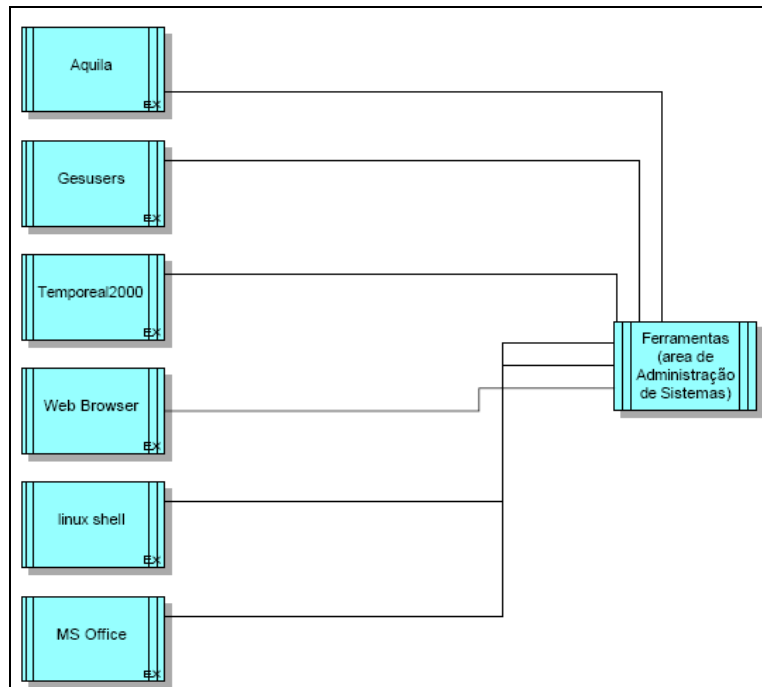 Aquila
EX
Gesusers
EX
Temporeal2000
EX
Web Browser
EX
linux shell
EX
MS Office
EX
Ferramentas
(area de
Administração
de Sistemas)